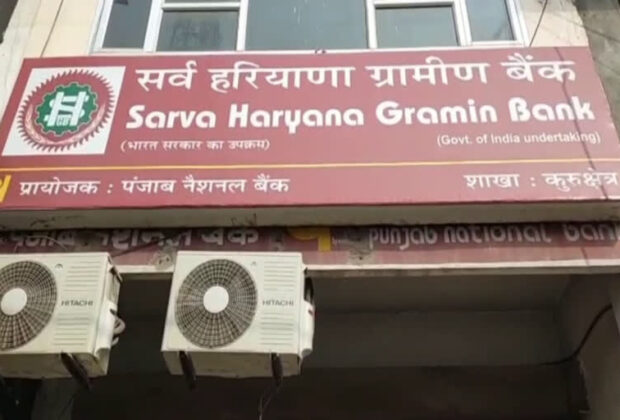 सर्व हरियाणा ग्रामीण बैंक
Sarva Haryana Gramin Bank
(भारत सरकार का उपक्रम) (Govt. of India undertaking)
प्रायोजक : पंजाब नैशनल बैंक शाखा : कुरुक्षेत्र
पंजाब नैशनल बैंक punjab national bank
HITACHI HITACHI